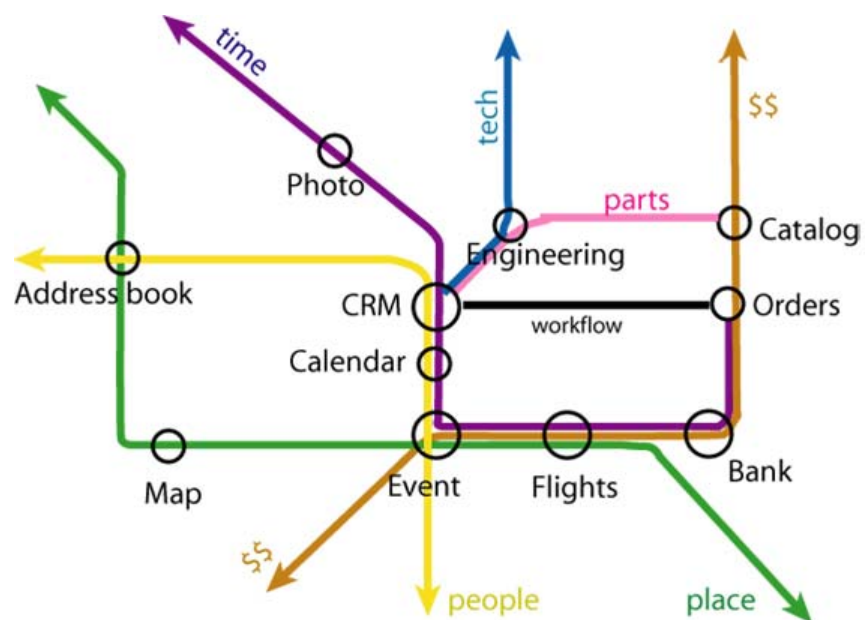 time
tech
$$
Photo
parts
Catalog
Engineering
Address book
CRM
workflow
Orders
Calendar
Map
Event
Flights
Bank
$$
people
place